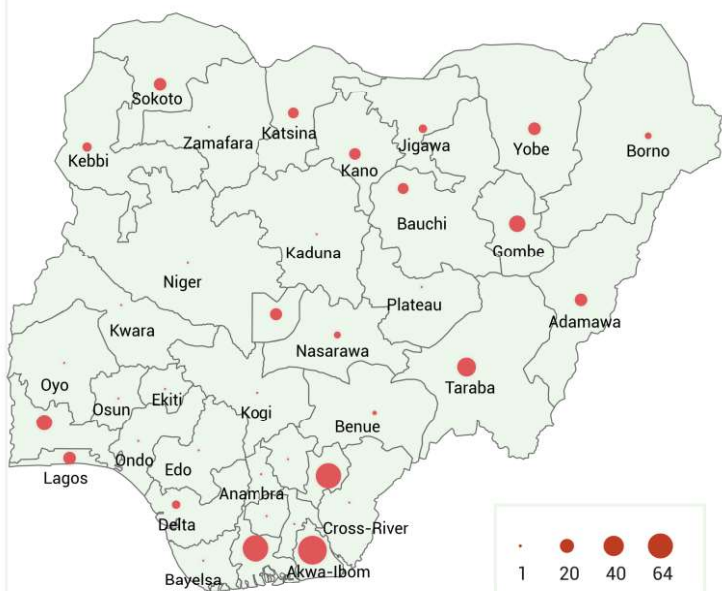 Sokoto
Zamafara
Katsina
Jigawa
Yobe
Borno
Kebbi
Kano
Bauchi
Gombe
Kaduna
Niger
Plateau
Adamawa
Kwara
Nasarawa
Taraba
Oyo
Osun
Ekiti
Kogi
Benue
Ondo
Edo
Lagos
Anambra
Delta
Cross-River
Bayelsa
Akwa-Ibom
1 20 40 64